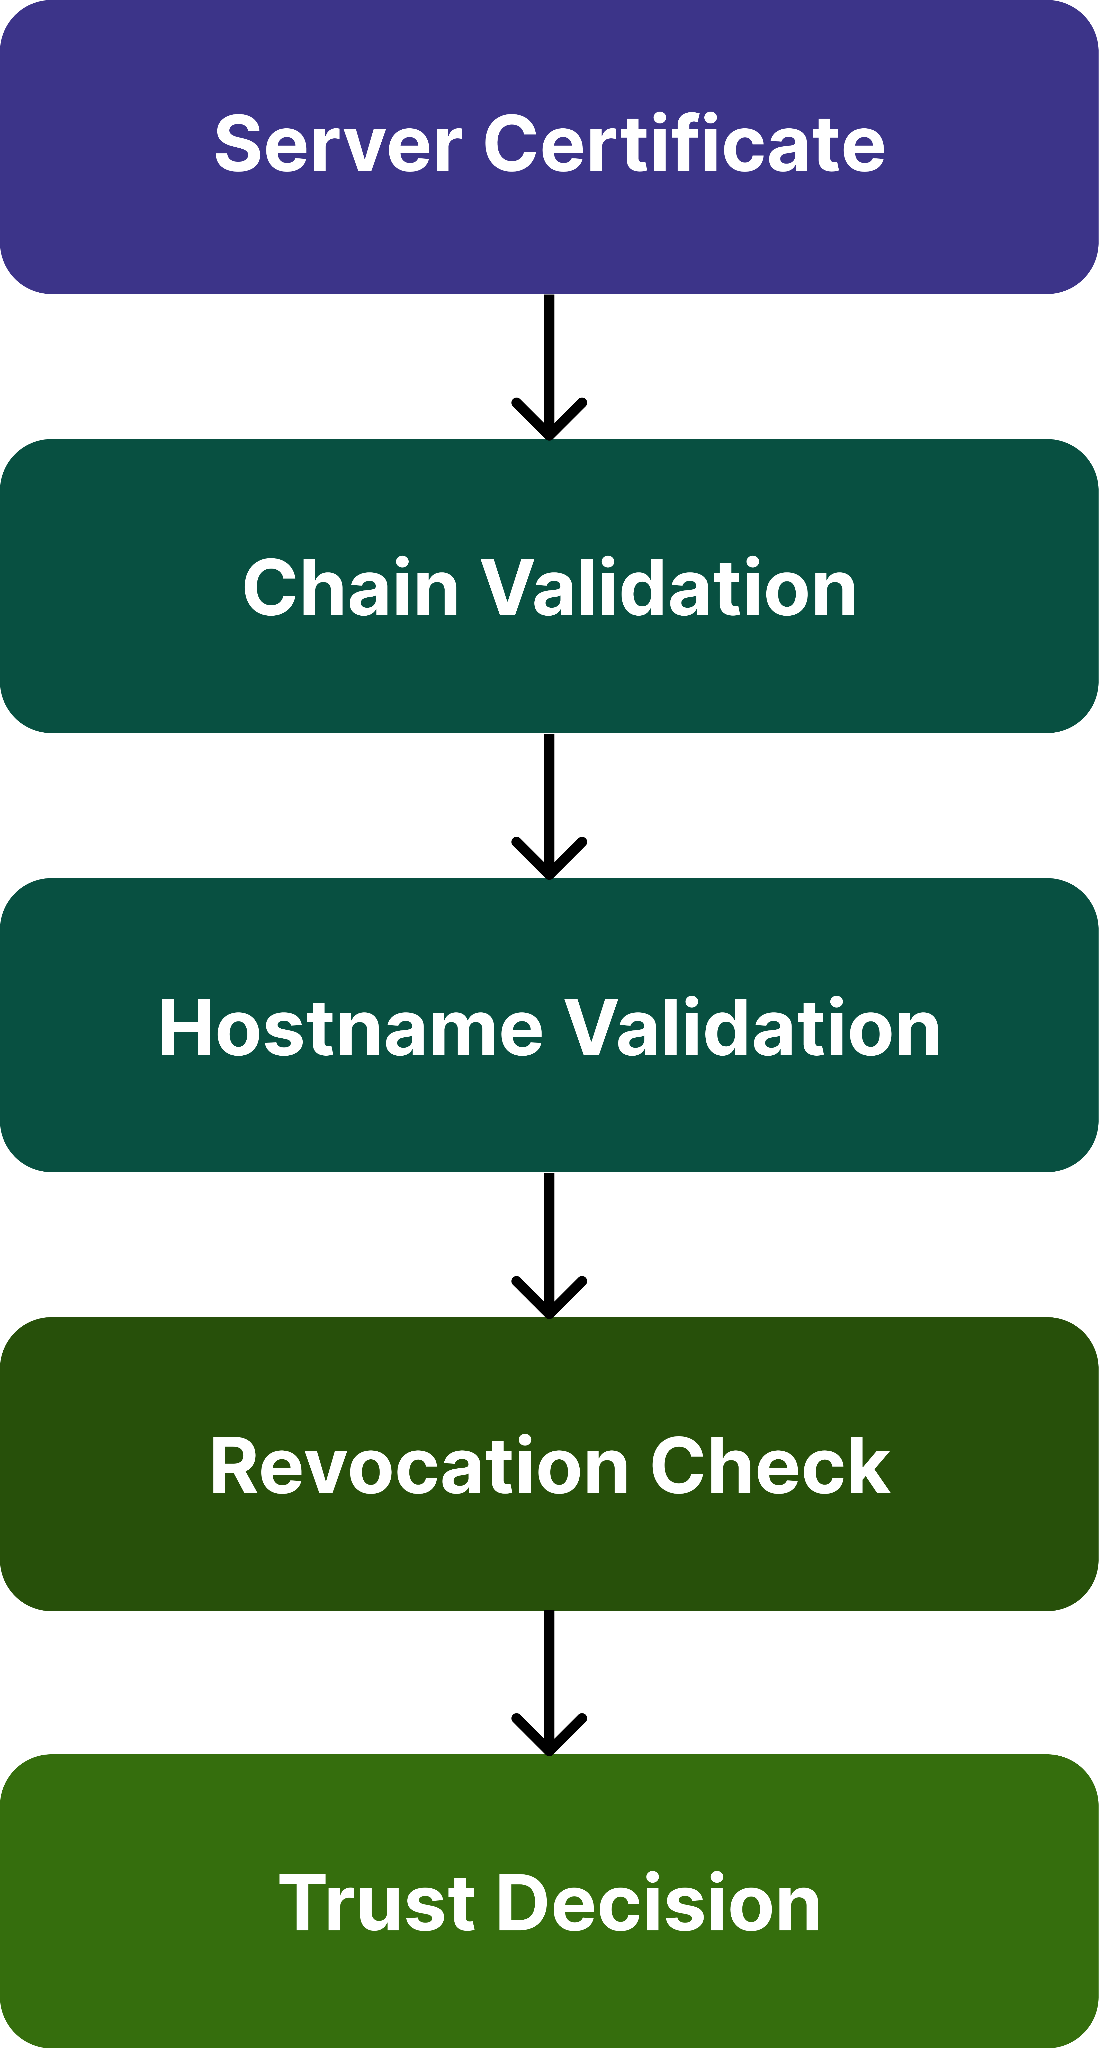 Server Certificate
Chain Validation
Hostname Validation
Revocation Check
Trust Decision